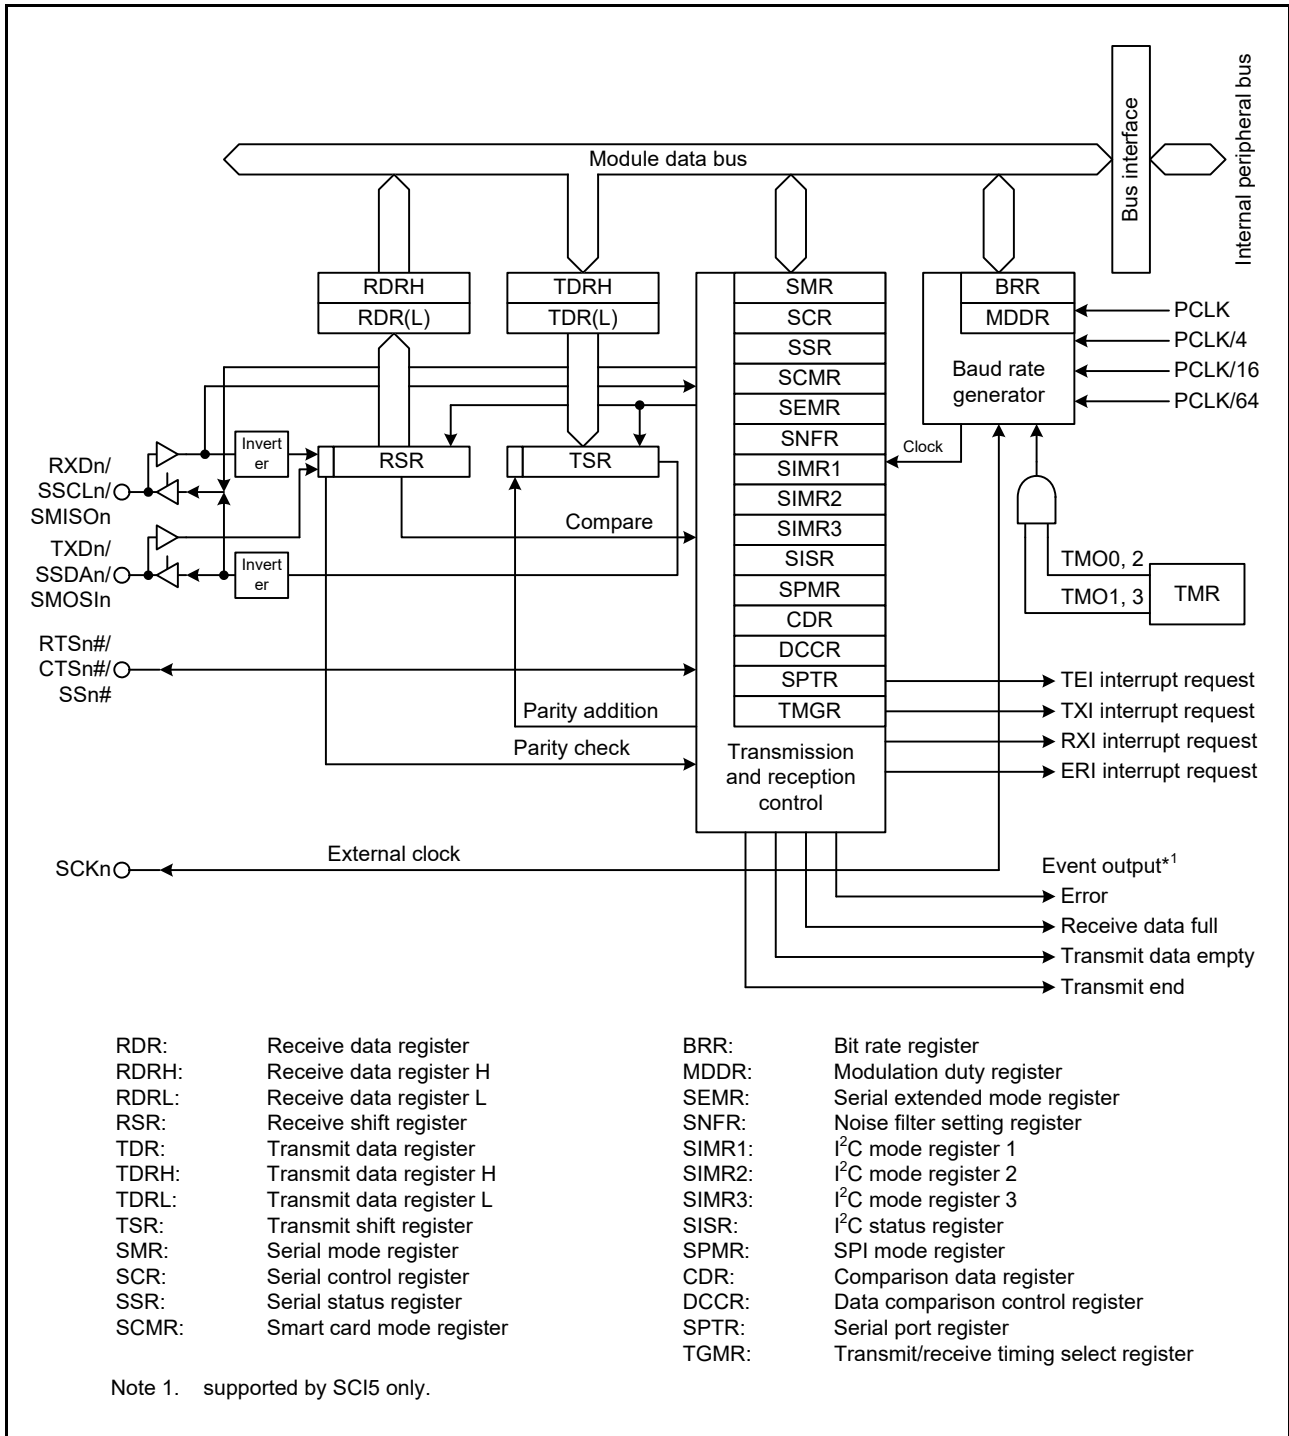 Module data bus
Bus interface
Internal peripheral bus
RDRH
RDR(L)
TDRH
TDR(L)
SMR
SCR
SSR
SCMR
SEMR
SNFR
SIMR1
SIMR2
SIMR3
SISR
SPMR
CDR
DCCR
SPTR
TMGR
Transmission
and reception
control
BRR
MDDR
Baud rate
generator
PCLK
PCLK/4
PCLK/16
PCLK/64
Clock
RXDn/
SSCLn/
SMISOn
Invert
er
RSR
TSR
Compare
TXDn/
SSDAn/
SMOSIn
Invert
er
TMO0, 2
TMO1, 3
TMR
RTSn#/
CTSn#/
SSn#
Parity addition
Parity check
TEI interrupt request
TXI interrupt request
RXI interrupt request
ERI interrupt request
SCKn
External clock
Event output*1
Error
Receive data full
Transmit data empty
Transmit end
RDR: Receive data register
RDRH: Receive data register H
RDRL: Receive data register L
RSR: Receive shift register
TDR: Transmit data register
TDRH: Transmit data register H
TDRL: Transmit data register L
TSR: Transmit shift register
SMR: Serial mode register
SCR: Serial control register
SSR: Serial status register
SCMR: Smart card mode register
BRR: Bit rate register
MDDR: Modulation duty register
SEMR: Serial extended mode register
SNFR: Noise filter setting register
SIMR1: I2C mode register 1
SIMR2: I2C mode register 2
SIMR3: I2C mode register 3
SISR: I2C status register
SPMR: SPI mode register
CDR: Comparison data register
DCCR: Data comparison control register
SPTR: Serial port register
TGMR: Transmit/receive timing select register
Note 1. supported by SCI5 only.